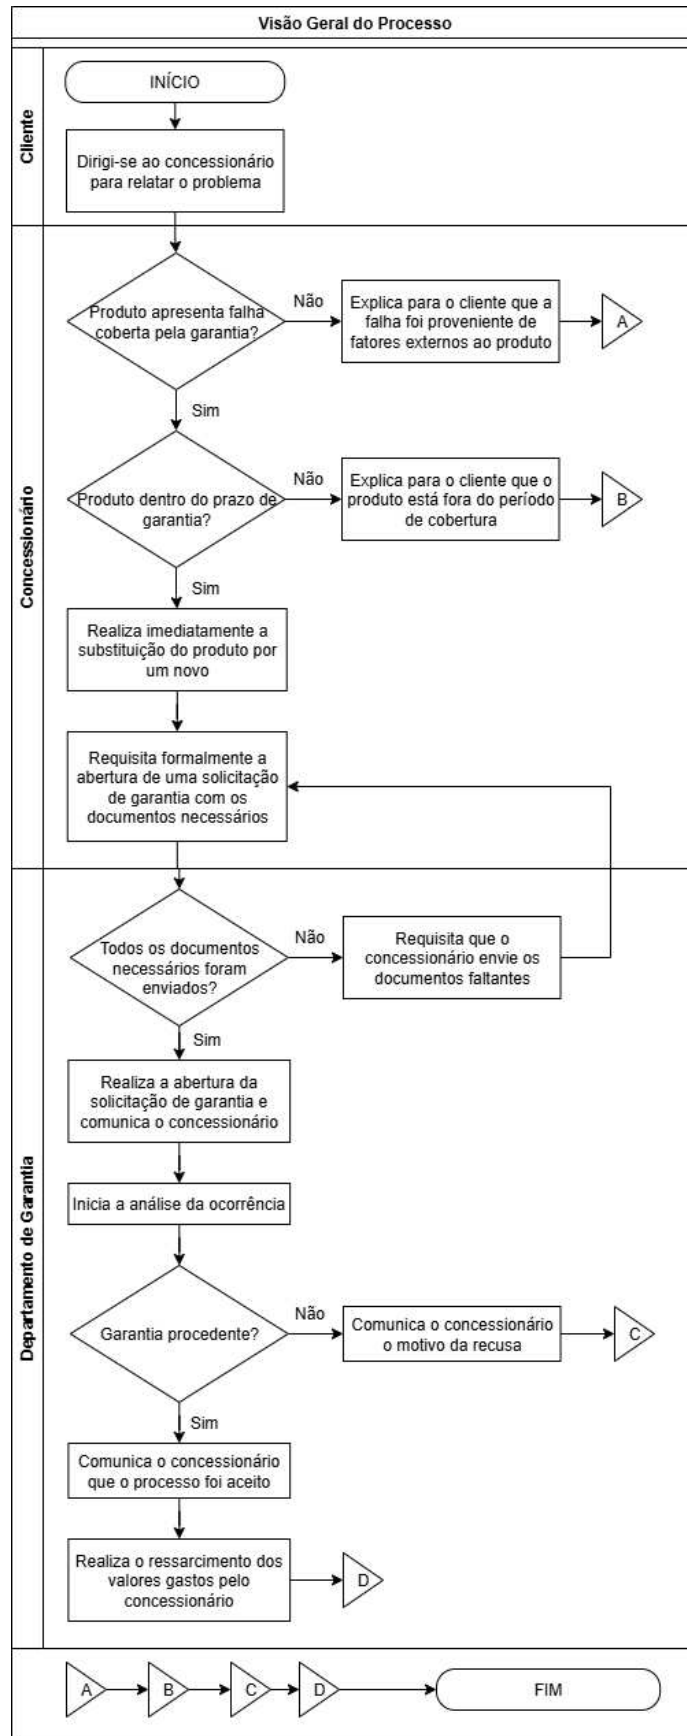 Visão Geral do Processo
Cliente
INÍCIO
Dirigi-se ao concessionário
para relatar o problema
Concessionário
Produto apresenta falha
coberta pela garantia?
Não
Explica para o cliente que a
falha foi proveniente de
fatores externos ao produto
A
Sim
Produto dentro do prazo de
garantia?
Não
Explica para o cliente que o
produto está fora do período
de cobertura
B
Sim
Realiza imediatamente a
substituição do produto por
um novo
Requisita formalmente a
abertura de uma solicitação
de garantia com os
documentos necessários
Departamento de Garantia
Todos os documentos
necessários foram
enviados?
Não
Requisita que o
concessionário envie os
documentos faltantes
Sim
Realiza a abertura da
solicitação de garantia e
comunica o concessionário
Inicia a análise da ocorrência
Garantia procedente?
Não
Comunica o concessionário
o motivo da recusa
C
Sim
Comunica o concessionário
que o processo foi aceito
Realiza o ressarcimento dos
valores gastos pelo
concessionário
D
A
B
C
D
FIM